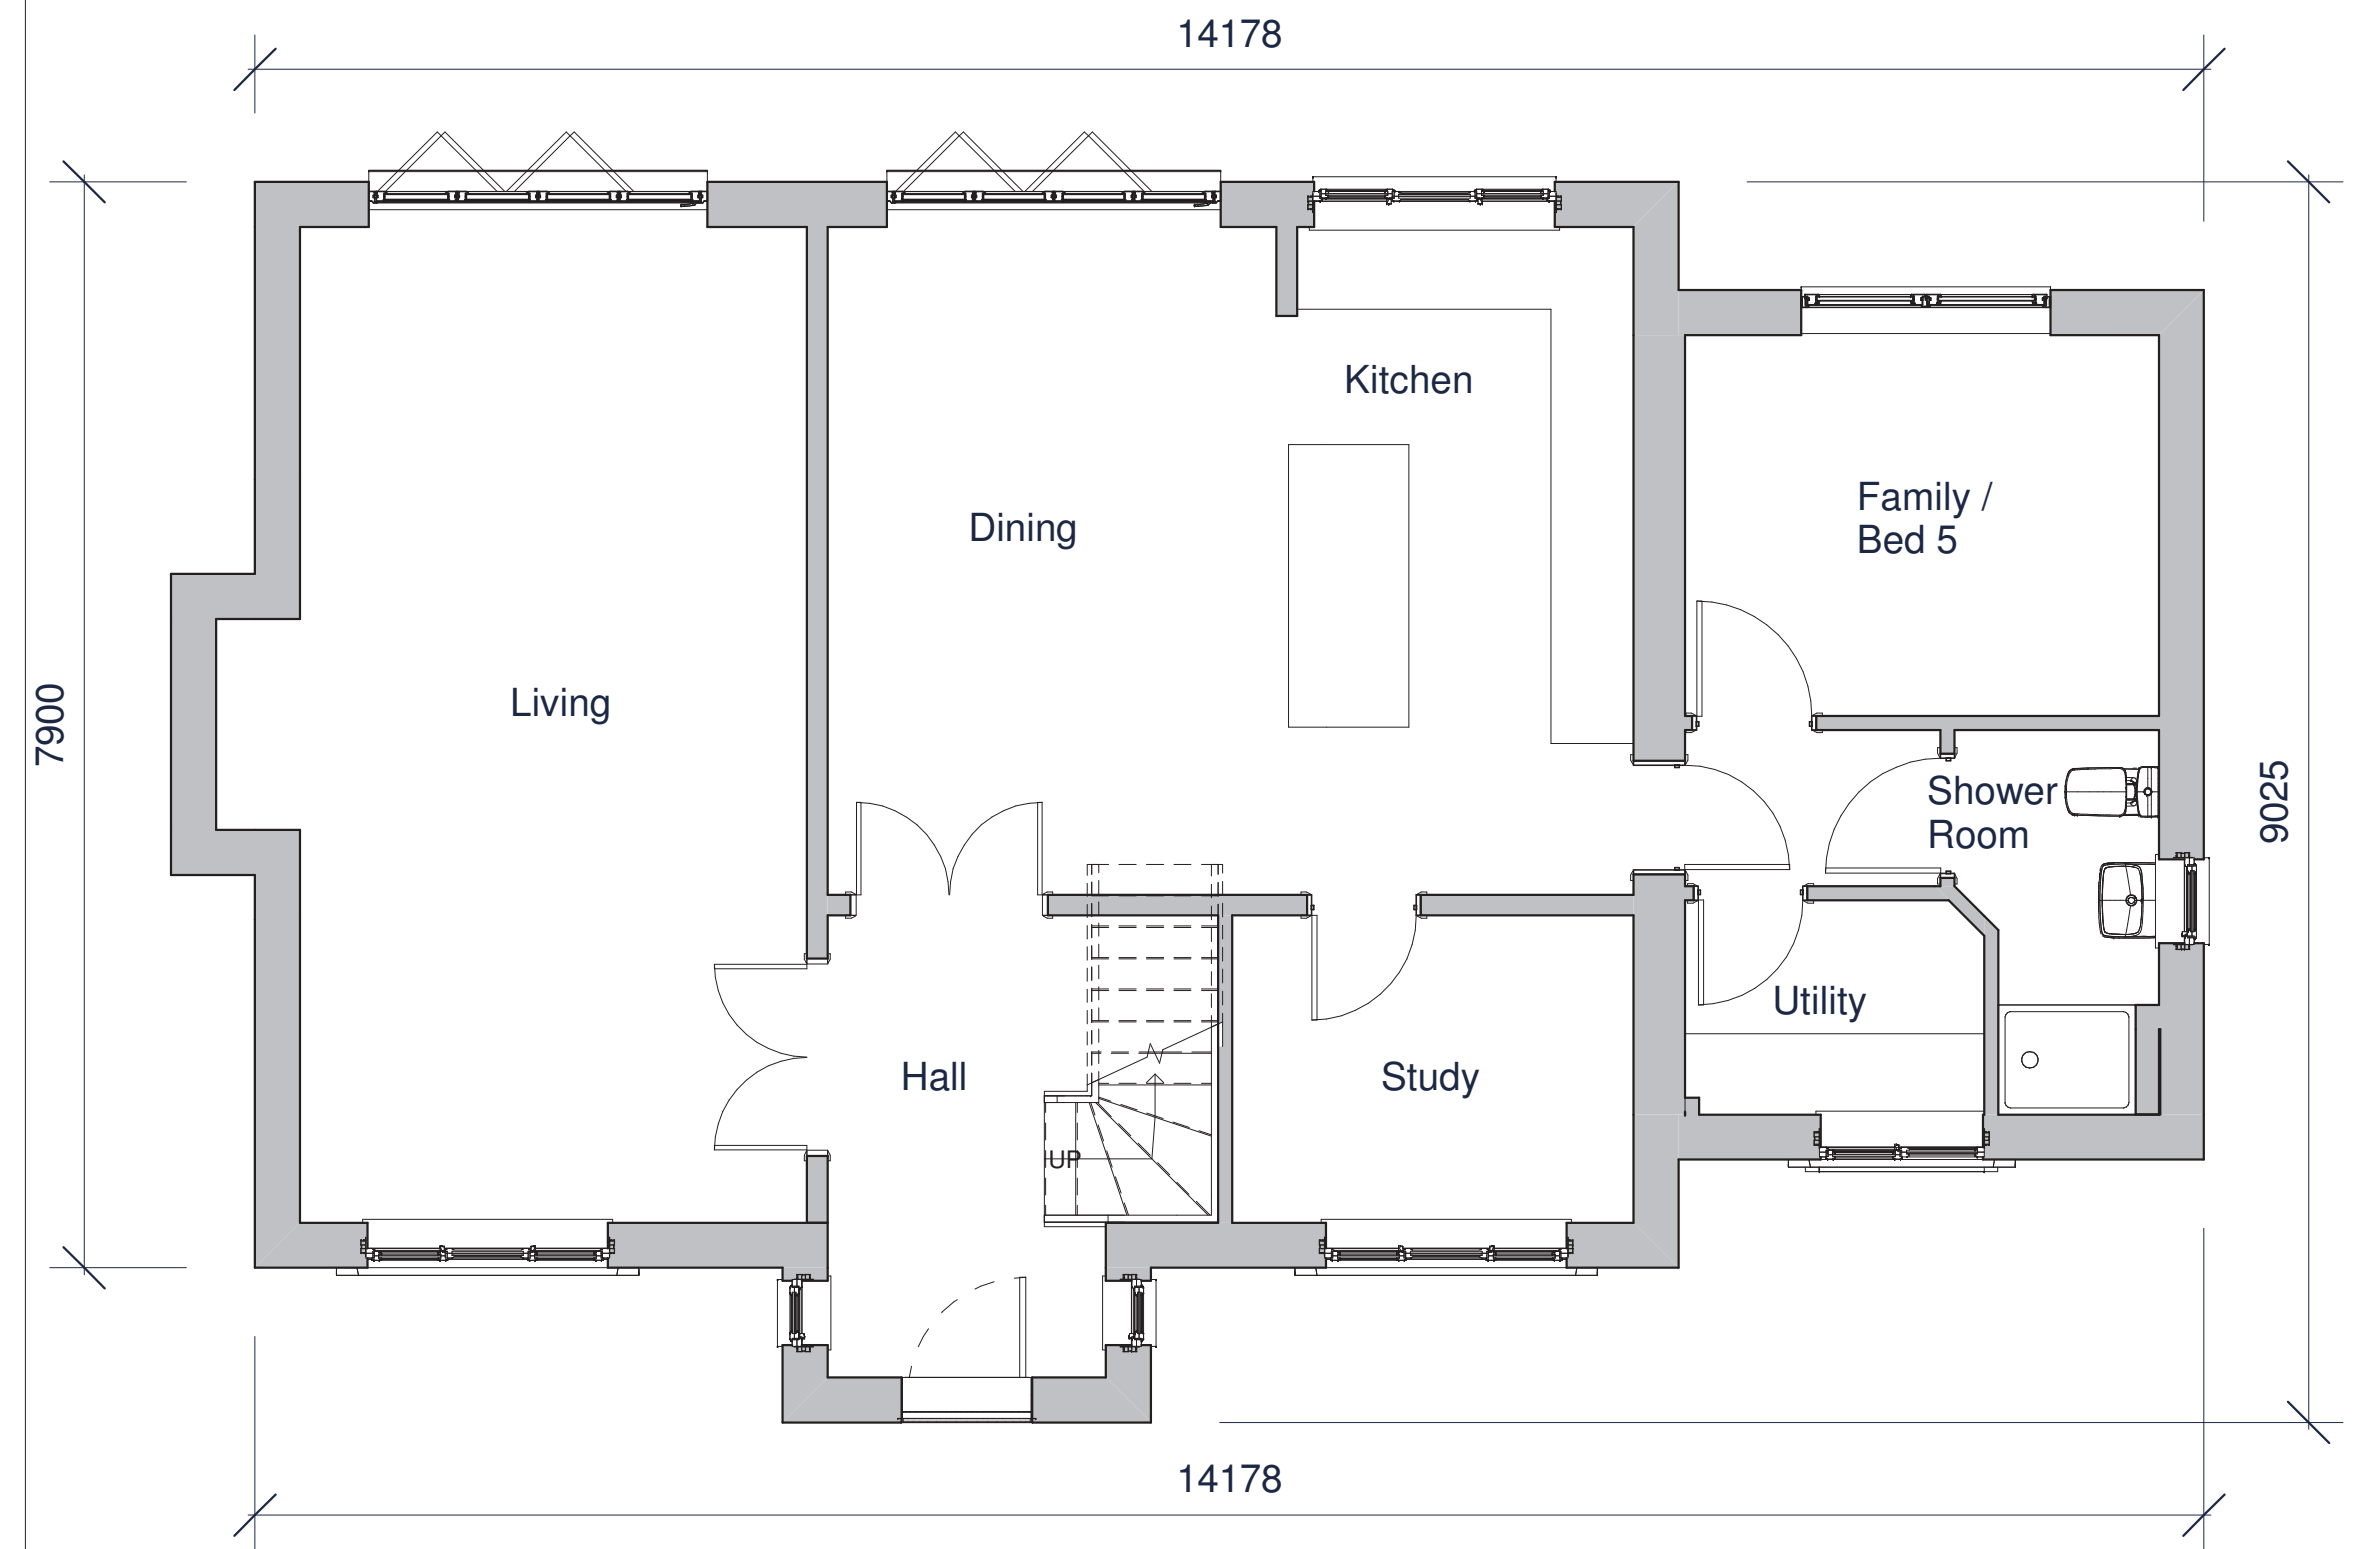 14178
Kitchen
Family /
Bed 5
Dining
Living
7900
Shower
Room
9025
Utility
Hall
Study
UP
14178